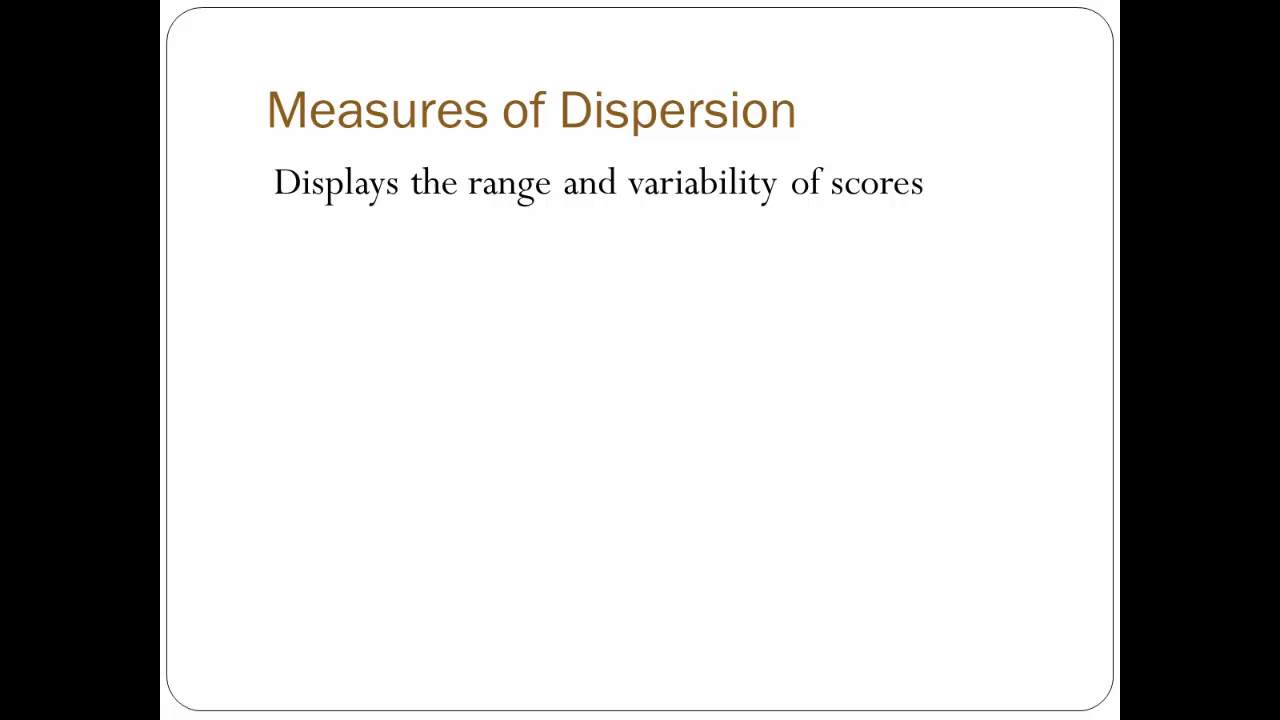 Measures of Dispersion
Displays the range and variability of scores